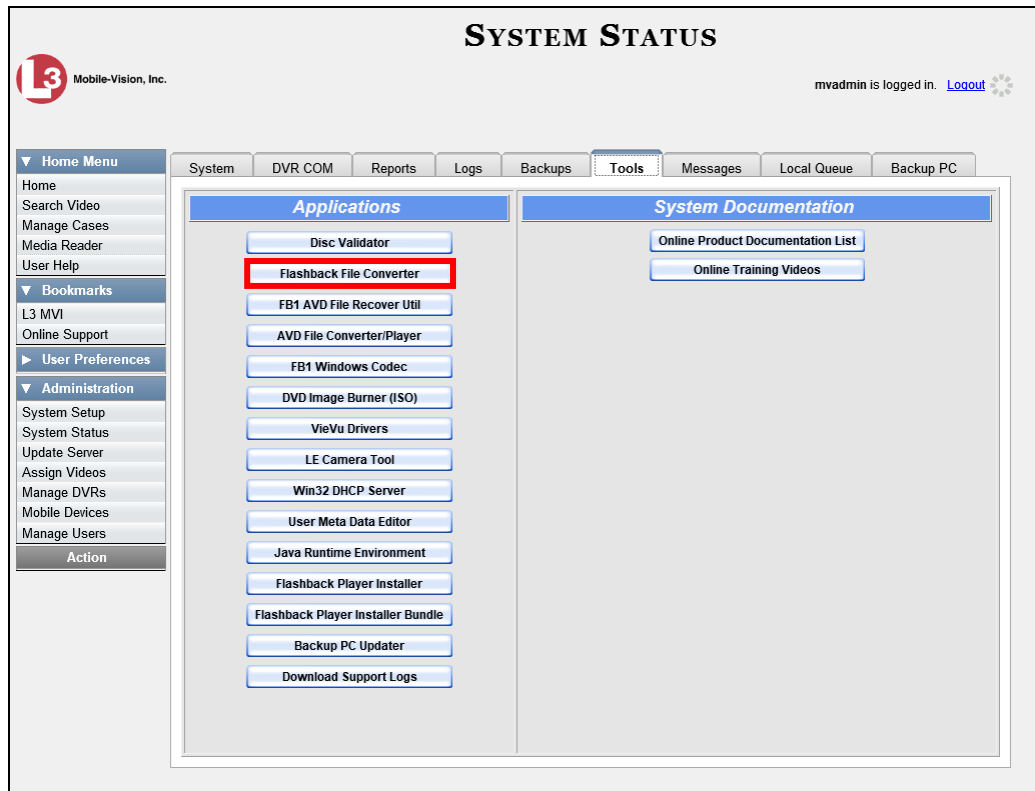 SYSTEM STATUS
L3
Mobile-Vision, Inc.
mvadmin is logged in. Logout
▼ Home Menu
Home
Search Video
Manage Cases
Media Reader
User Help
▼ Bookmarks
L3 MVI
Online Support
► User Preferences
▼ Administration
System Setup
System Status
Update Server
Assign Videos
Manage DVRs
Mobile Devices
Manage Users
Action
System DVR COM Reports Logs Backups Tools Messages Local Queue Backup PC
Applications
Disc Validator
Flashback File Converter
FB1 AVD File Recover Util
AVD File Converter/Player
FB1 Windows Codec
DVD Image Burner (ISO)
VieVu Drivers
LE Camera Tool
Win32 DHCP Server
User Meta Data Editor
Java Runtime Environment
Flashback Player Installer
Flashback Player Installer Bundle
Backup PC Updater
Download Support Logs
System Documentation
Online Product Documentation List
Online Training Videos